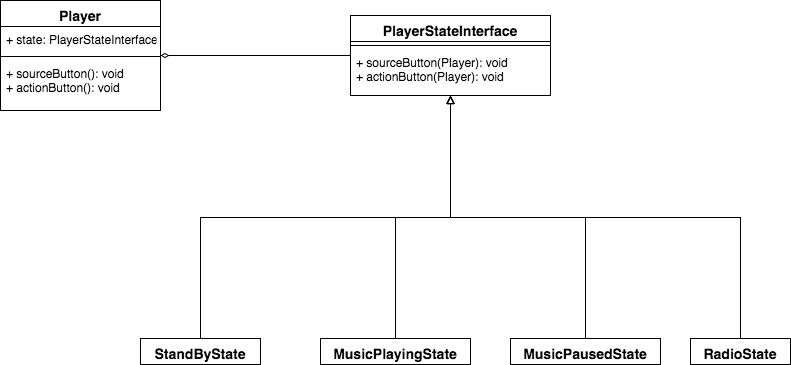 Player
+ state: PlayerStateInterface
+ sourceButton(): void
+ actionButton(): void
PlayerStateInterface
+ sourceButton(Player): void
+ actionButton(Player): void
StandByState
MusicPlayingState
MusicPausedState
RadioState